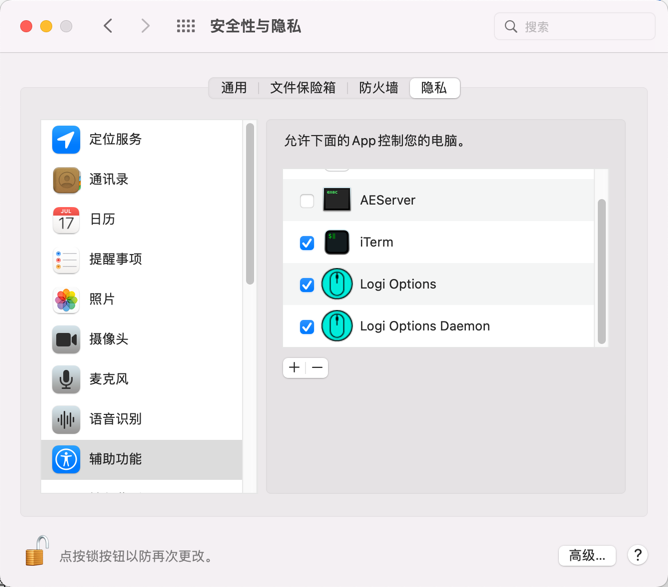 安全性与隐私
搜索
通用 文件保险箱 防火墙 隐私
定位服务
通讯录
JUL
17
日历
提醒事项
照片
摄像头
麦克风
语音识别
辅助功能
允许下面的App控制您的电脑。
exec
AEServer
iTerm
Logi Options
Logi Options Daemon
点按锁按钮以防再次更改。
高级... ?